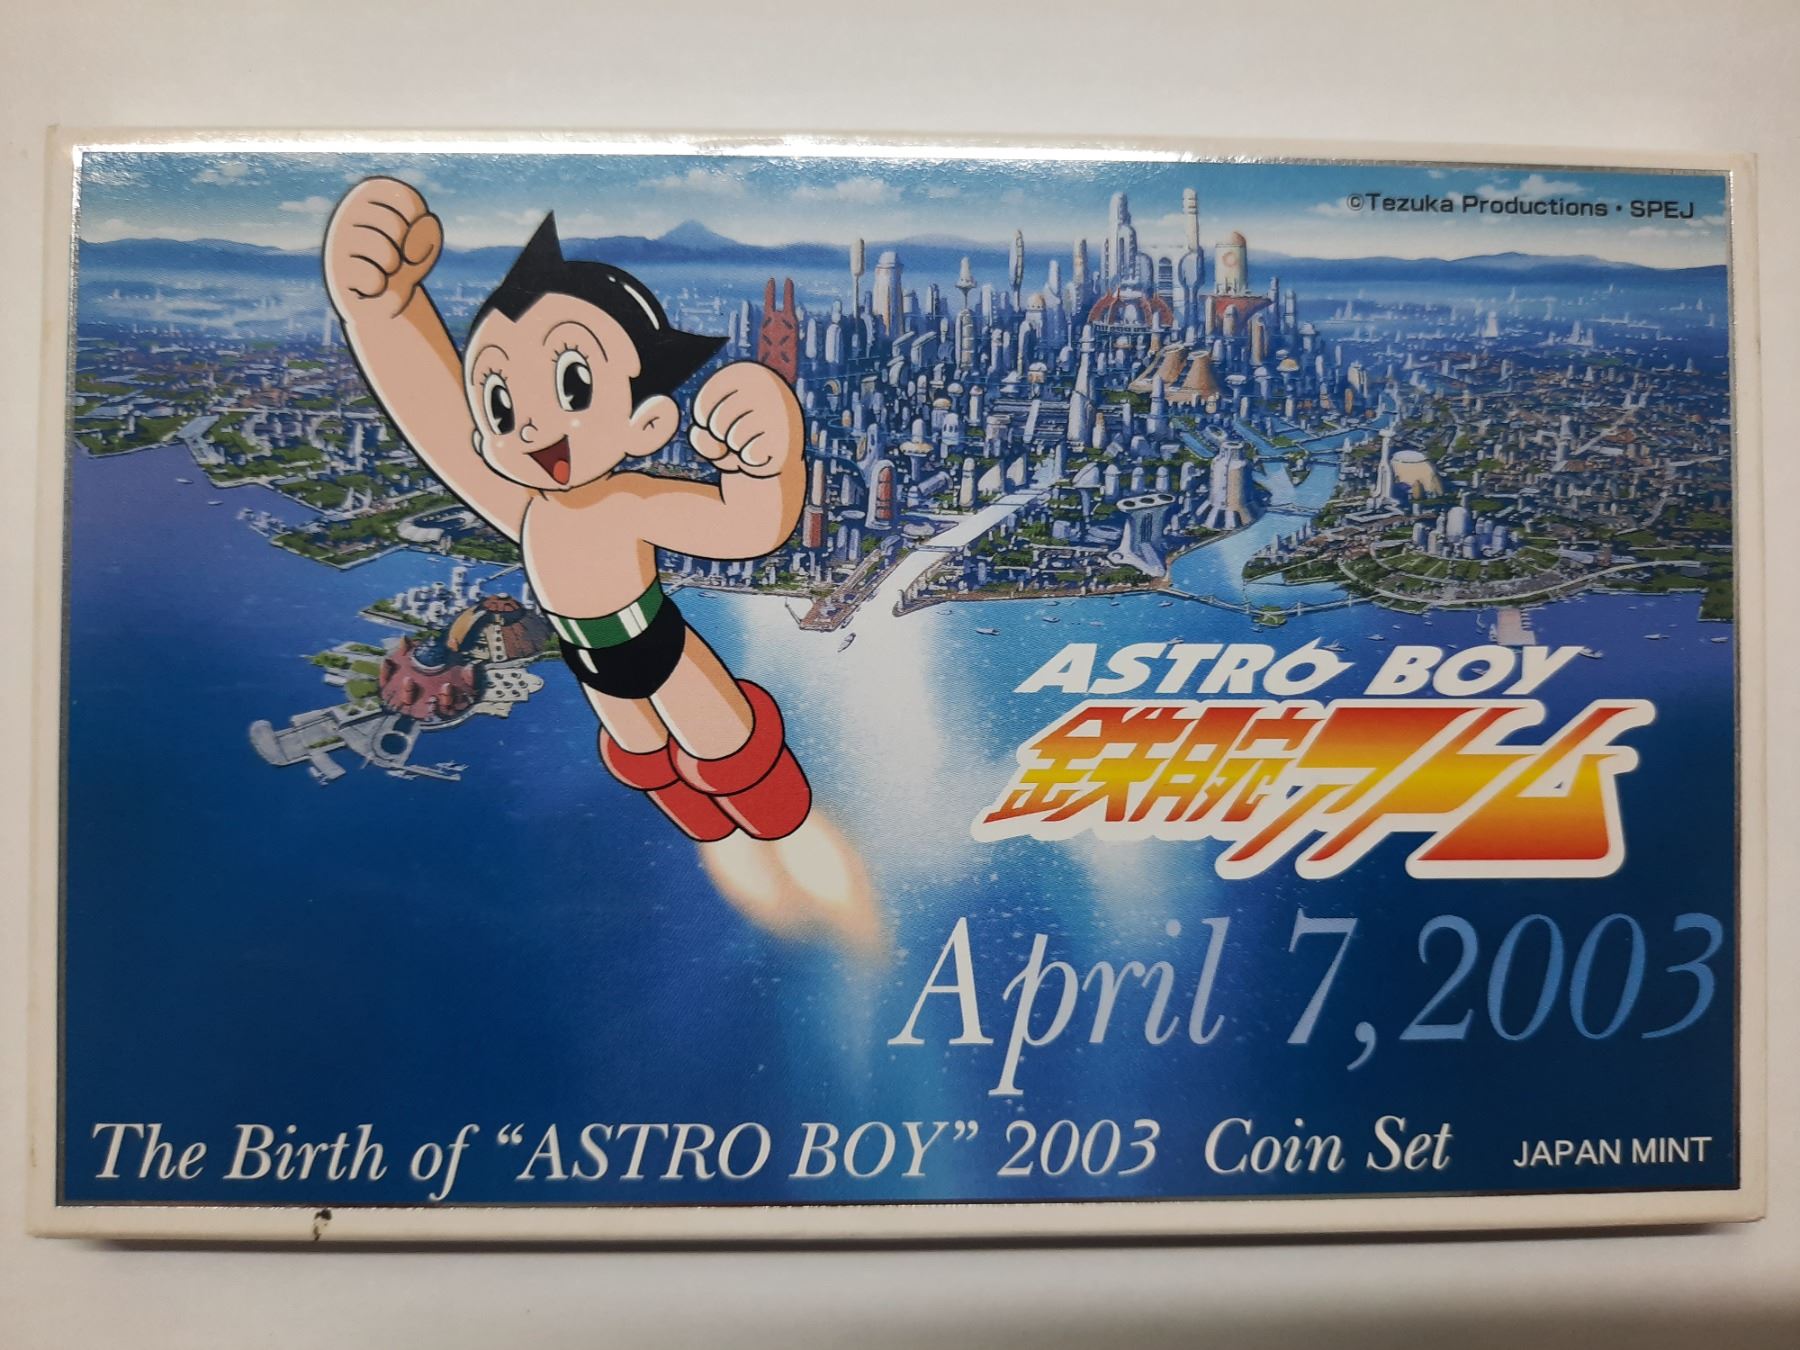 ©Tezuka Productions・SPEJ
ASTRO BOY
鉄腕アトム
April 7,2003
The Birth of “ASTRO BOY” 2003 Coin Set
JAPAN MINT